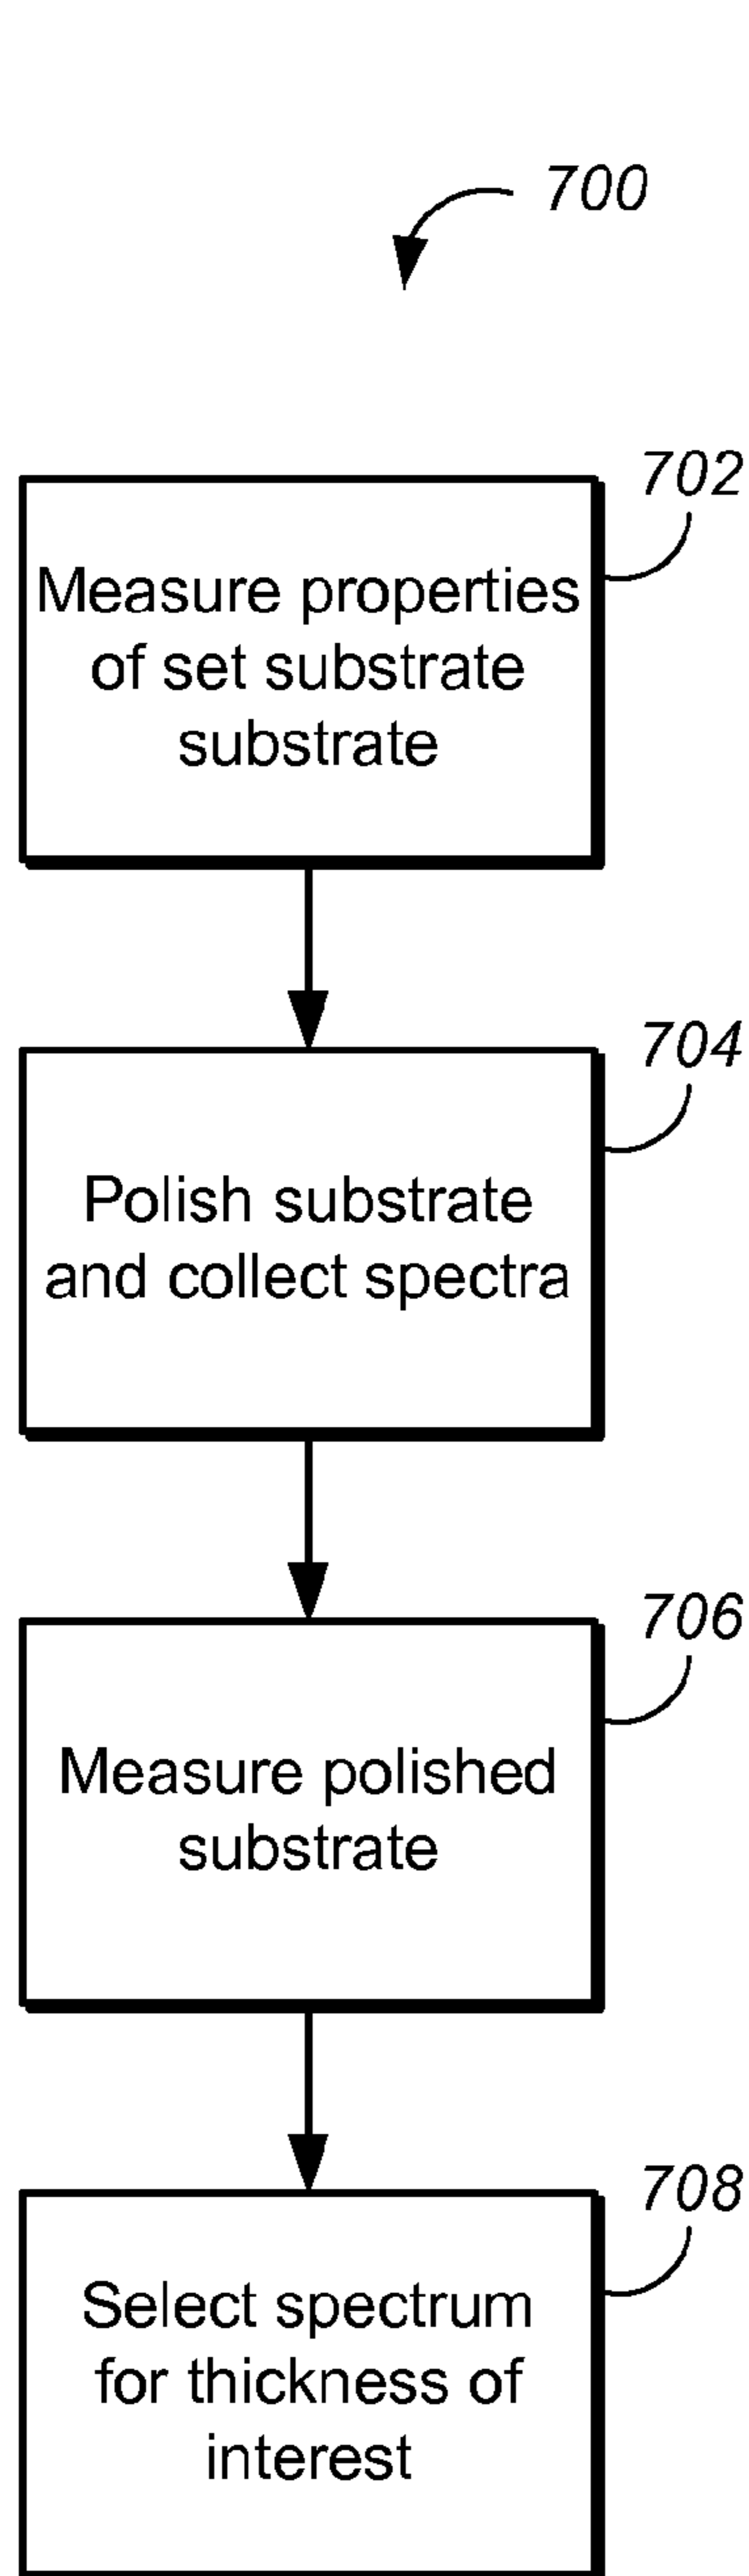 700
702
Measure properties
of set substrate
substrate
704
Polish substrate
and collect spectra
706
Measure polished
substrate
708
Select spectrum
for thickness of
interest